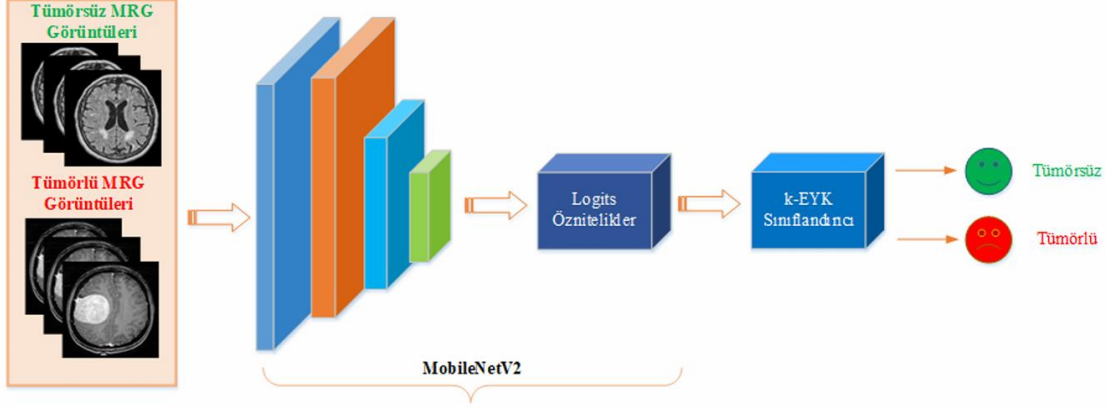 Tümörsüz MRG
Görüntüleri
Tümörlü MRG
Görüntüleri
MobileNetV2
Logits
Öznitelikler
k-EYK
Sınıflandırıcı
Tümörsüz
Tümörlü